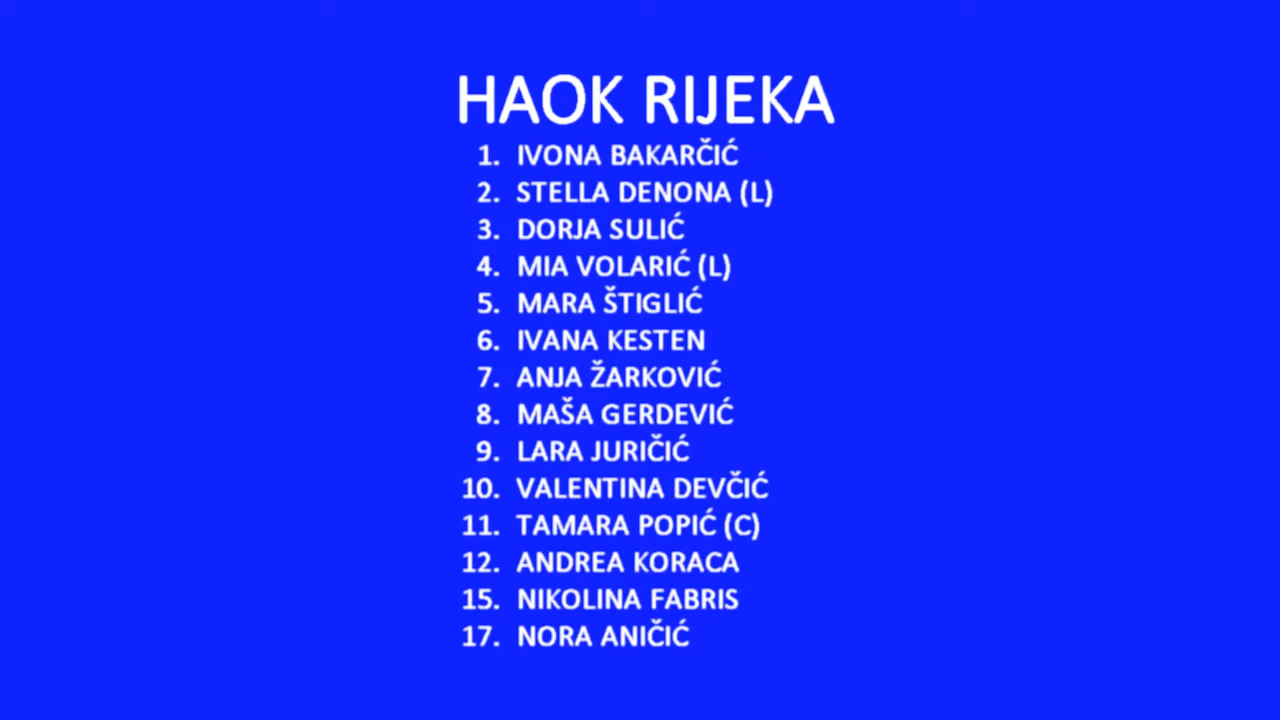 HAOK RIJEKA
1. IVONA BAKARČIĆ
2. STELLA DENONA (L)
3. DORJA SULIĆ
4. MIA VOLARIĆ (L)
5. MARA ŠTIGLIĆ
6. IVANA KESTEN
7. ANJA ŽARKOVIĆ
8. MAŠA GERDEVIĆ
9. LARA JURIČIĆ
10. VALENTINA DEVČIĆ
11. TAMARA POPIĆ (C)
12. ANDREA KORACA
15. NIKOLINA FABRIS
17. NORA ANIČIĆ